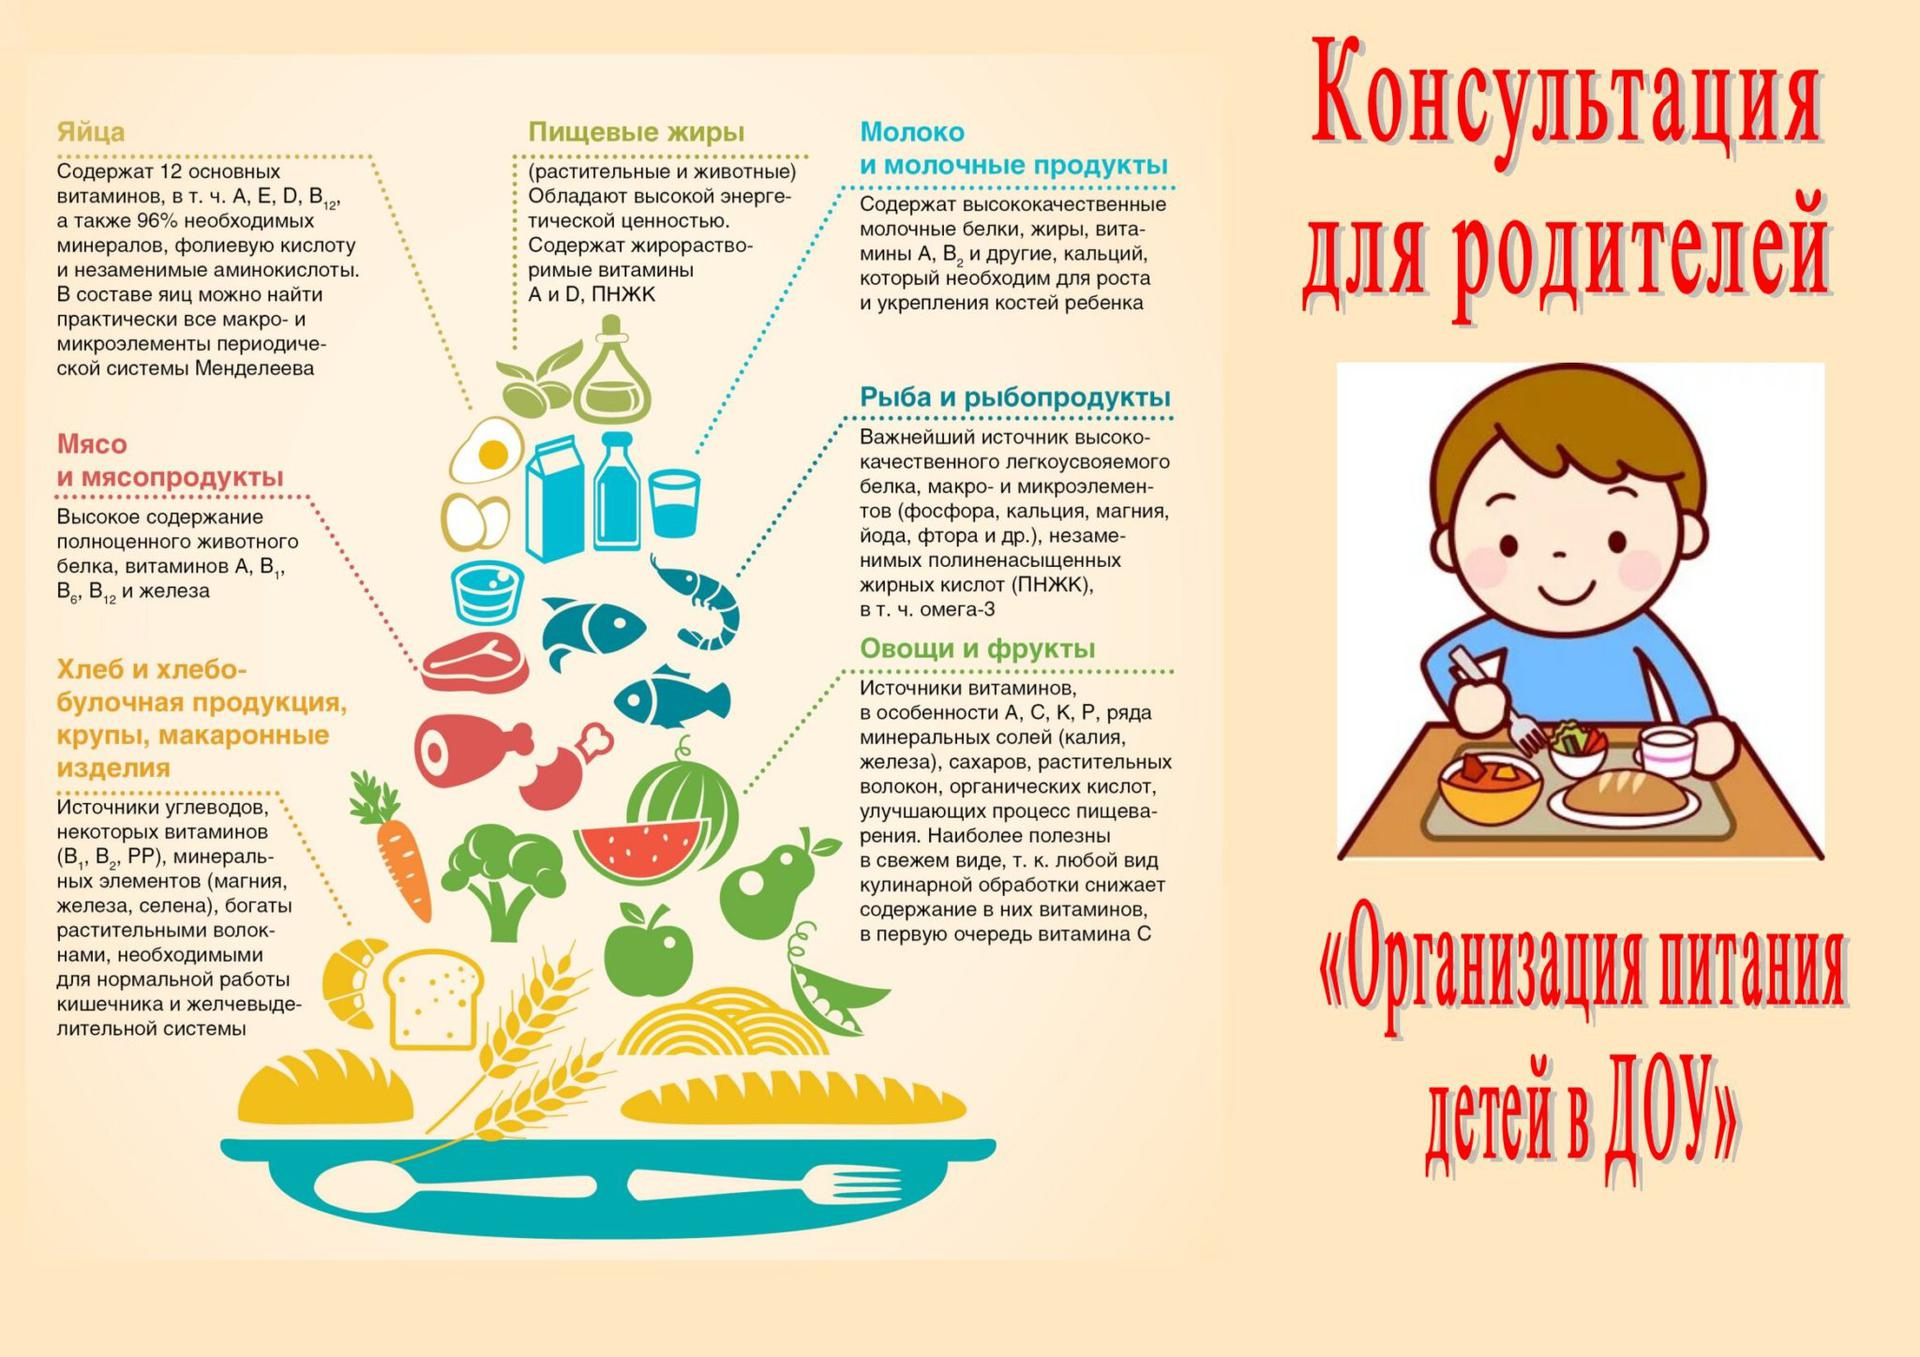 Яйца
Содержат 12 основных
витаминов, в т. ч. А, Е, D, В12,
а также 96% необходимых
минералов, фолиевую кислоту
и незаменимые аминокислоты.
В составе яиц можно найти
практически все макро- и
микроэлементы периодиче-
ской системы Менделеева
Мясо
и мясопродукты
Высокое содержание
полноценного животного
белка, витаминов А, В1,
В6, В12 и железа
Хлеб и хлебо-
булочная продукция,
крупы, макаронные
изделия
Источники углеводов,
некоторых витаминов
(В1, В2, РР), минераль-
ных элементов (магния,
железа, селена), богаты
растительными волок-
нами, необходимыми
для нормальной работы
кишечника и желчевыде-
лительной системы
Пищевые жиры
(растительные и животные)
Обладают высокой энерге-
тической ценностью.
Содержат жирораство-
римые витамины
А и D, ПНЖК
Молоко
и молочные продукты
Содержат высококачественные
молочные белки, жиры, вита-
мины А, В2 и другие, кальций,
который необходим для роста
и укрепления костей ребенка
Рыба и рыбопродукты
Важнейший источник высоко-
качественного легкоусвояемого
белка, макро- и микроэлемен-
тов (фосфора, кальция, магния,
йода, фтора и др.), незаме-
нимых полиненасыщенных
жирных кислот (ПНЖК),
в т. ч. омега-3
Овощи и фрукты
Источники витаминов,
в особенности А, С, К, Р, ряда
минеральных солей (калия,
железа), сахаров, растительных
волокон, органических кислот,
улучшающих процесс пищева-
рения. Наиболее полезны
в свежем виде, т. к. любой вид
кулинарной обработки снижает
содержание в них витаминов,
в первую очередь витамина С
Консультация
для родителей
«Организация питания
детей в ДОУ»